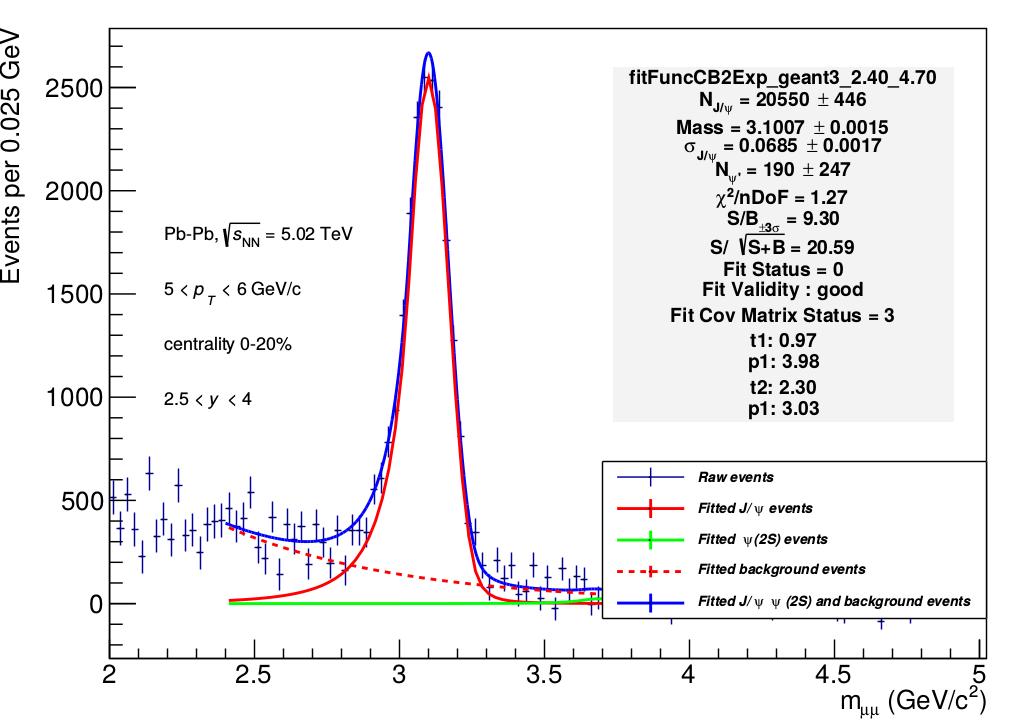 Events per 0.025 GeV
2500
2000
1500
1000
500
0
2 2.5 3 3.5 4 4.5 5
m_μμ (GeV/c²)
Pb-Pb, √s_NN = 5.02 TeV
5 < p_T < 6 GeV/c
centrality 0-20%
2.5 < y < 4
fitFuncCB2Exp_geant3_2.40_4.70
N_J/ψ = 20550 ± 446
Mass = 3.1007 ± 0.0015
σ_J/ψ = 0.0685 ± 0.0017
N_ψ' = 190 ± 247
χ²/nDoF = 1.27
S/B_±3σ = 9.30
S/ √S+B = 20.59
Fit Status = 0
Fit Validity : good
Fit Cov Matrix Status = 3
t1: 0.97
p1: 3.98
t2: 2.30
p1: 3.03
Raw events
Fitted J/ψ events
Fitted ψ(2S) events
Fitted background events
Fitted J/ψ ψ (2S) and background events